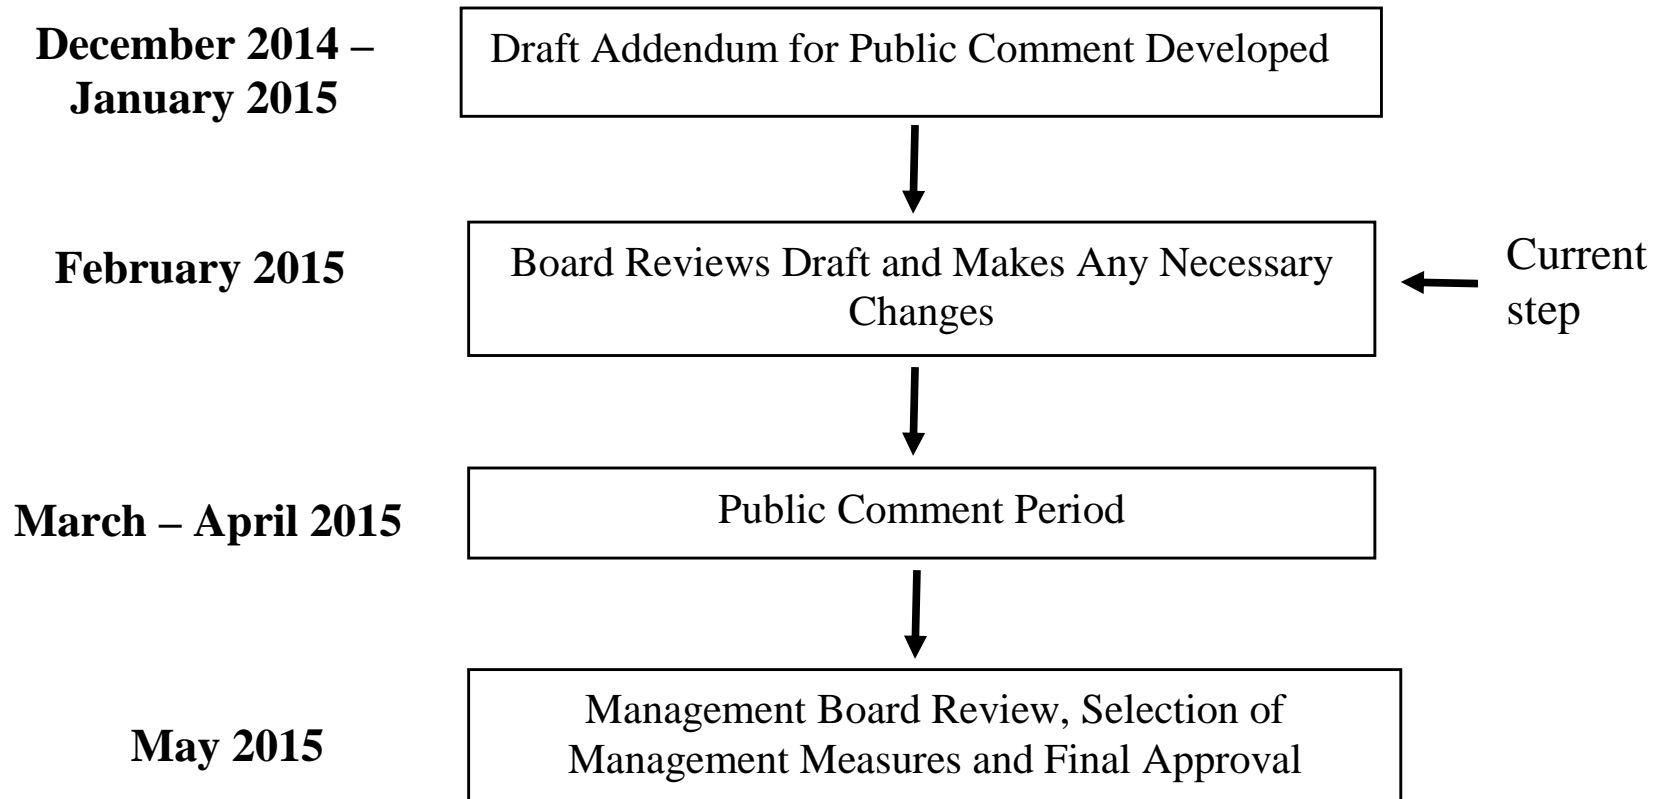 December 2014 –
January 2015
Draft Addendum for Public Comment Developed
February 2015
Board Reviews Draft and Makes Any Necessary
Changes
Current
step
March – April 2015
Public Comment Period
May 2015
Management Board Review, Selection of
Management Measures and Final Approval